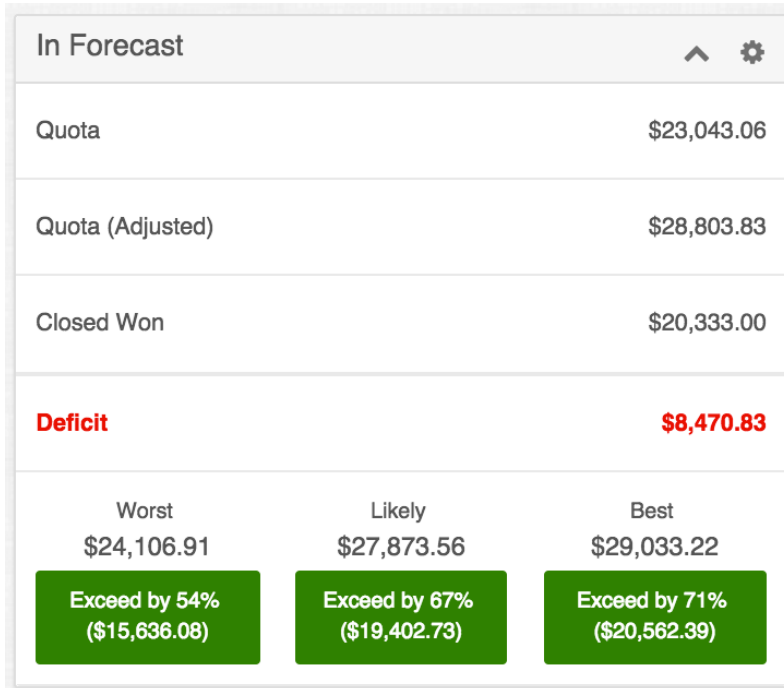 In Forecast
Quota $23,043.06
Quota (Adjusted) $28,803.83
Closed Won $20,333.00
Deficit $8,470.83
Worst Likely Best
$24,106.91 $27,873.56 $29,033.22
Exceed by 54% Exceed by 67% Exceed by 71%
($15,636.08) ($19,402.73) ($20,562.39)